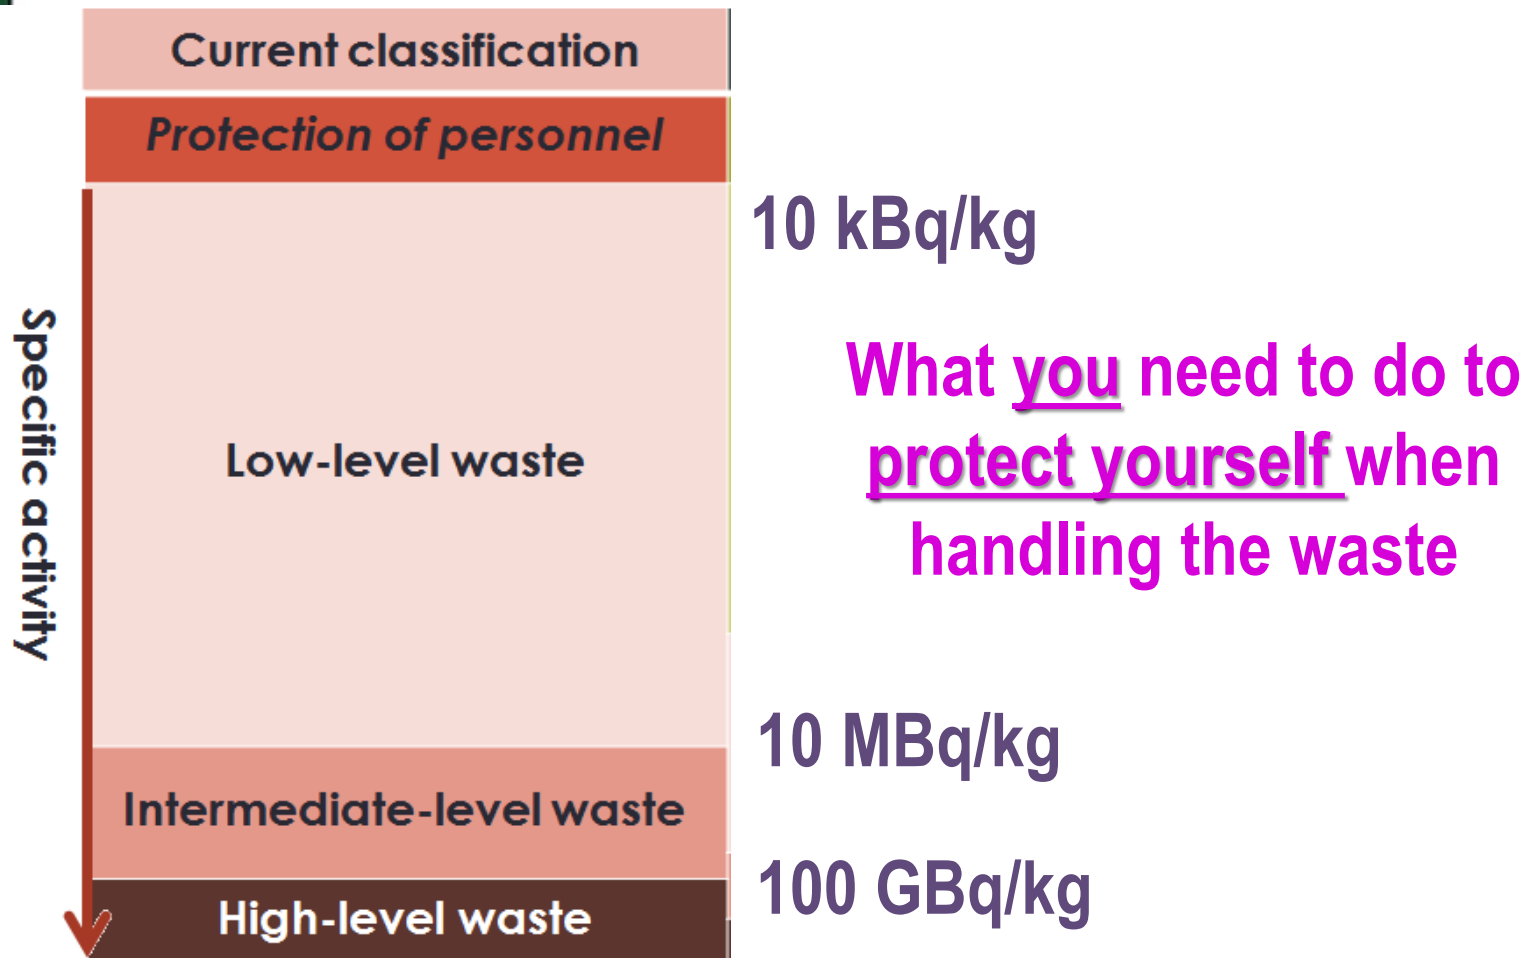 Current classification
Protection of personnel
10 kBq/kg
Specific activity
What you need to do to
protect yourself when
handling the waste
Low-level waste
10 MBq/kg
Intermediate-level waste
100 GBq/kg
High-level waste